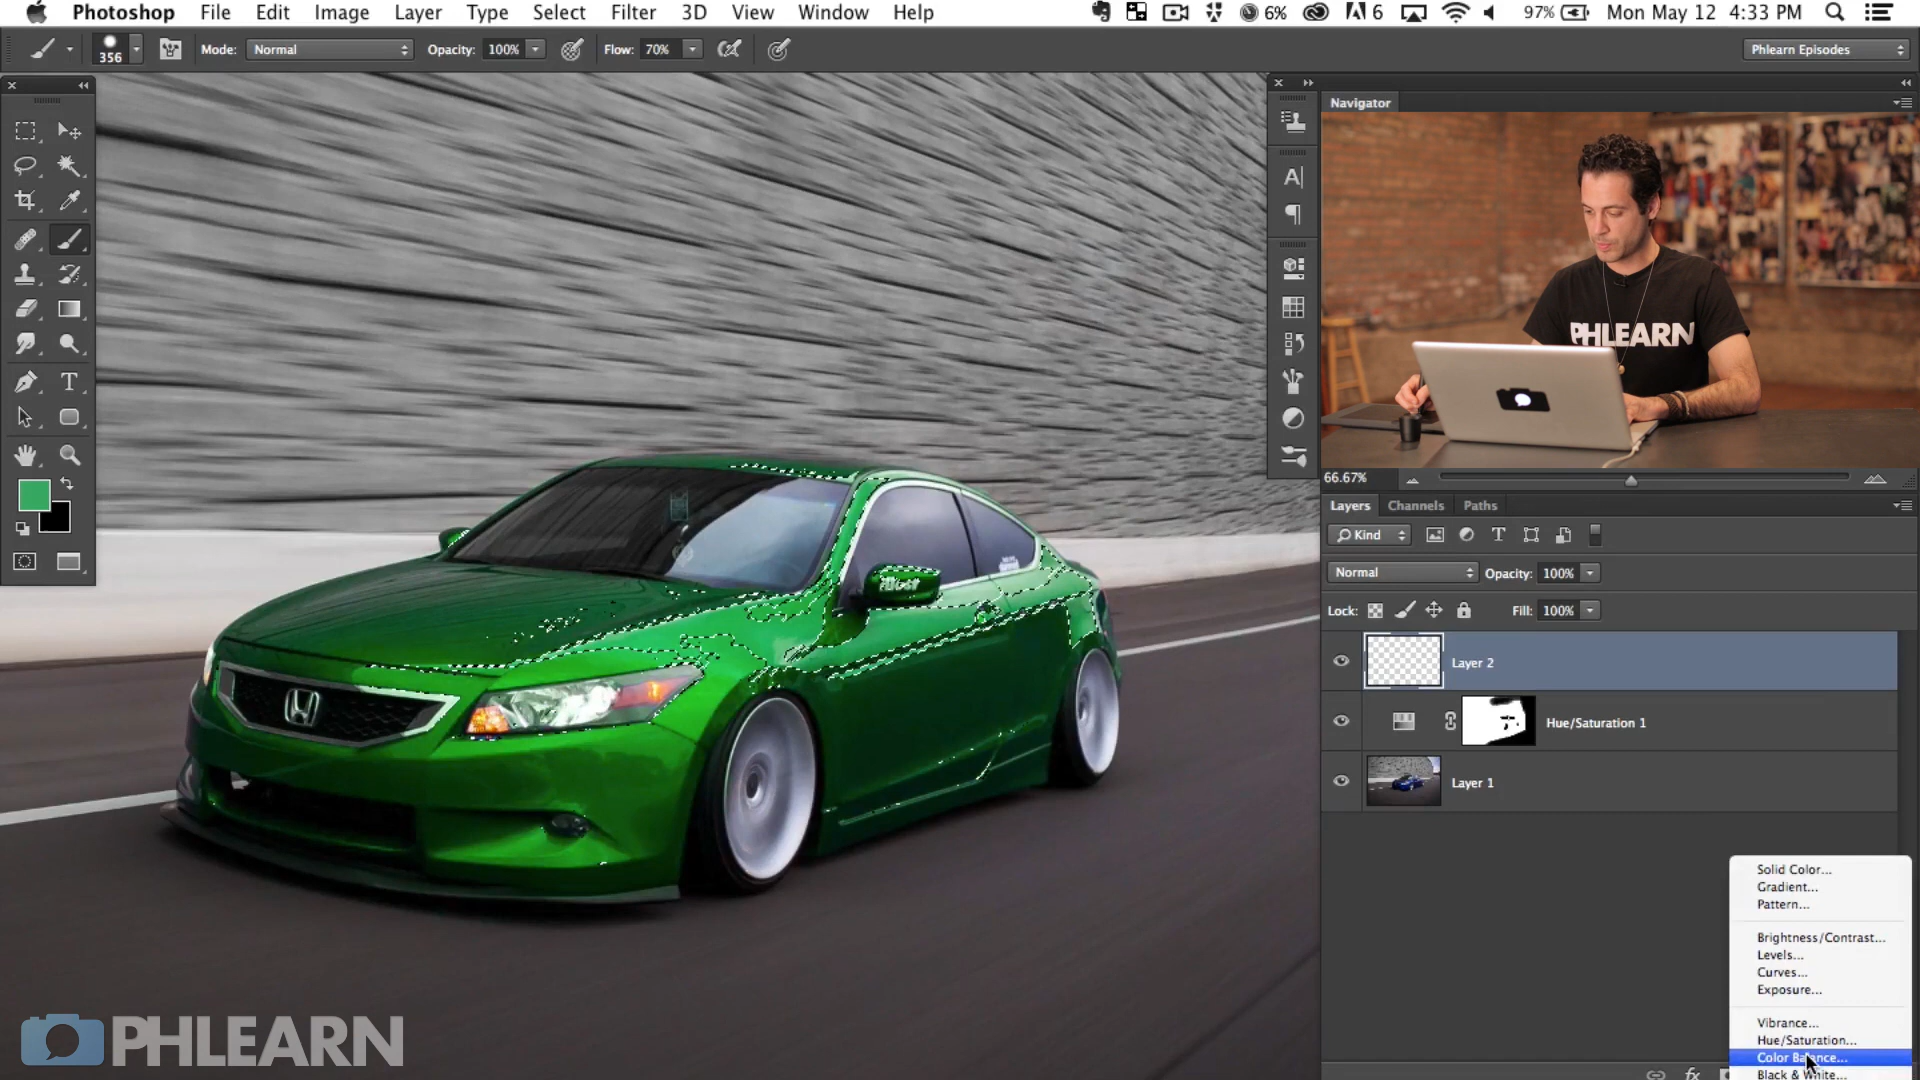 Photoshop File Edit Image Layer Type Select Filter 3D View Window Help 6% 6 97% Mon May 12 4:33 PM
356 Mode: Normal Opacity: 100% Flow: 70% Phlearn Episodes
Navigator
PHLEARN
66.67%
Layers Channels Paths
Kind
Normal Opacity: 100%
Lock: Fill: 100%
Layer 2
Hue/Saturation 1
Layer 1
Solid Color...
Gradient...
Pattern...
Brightness/Contrast...
Levels...
Curves...
Exposure...
Vibrance...
Hue/Saturation...
Color Balance...
Black & White...
fx
PHLEARN